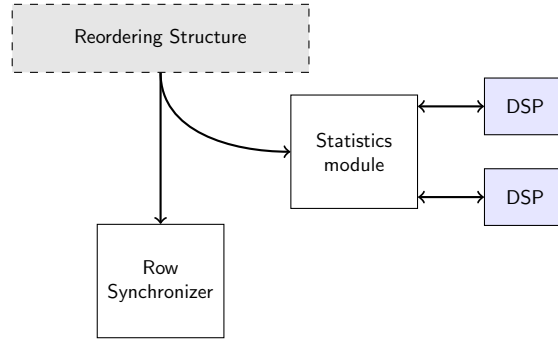 Reordering Structure
Statistics
module
DSP
DSP
Row
Synchronizer